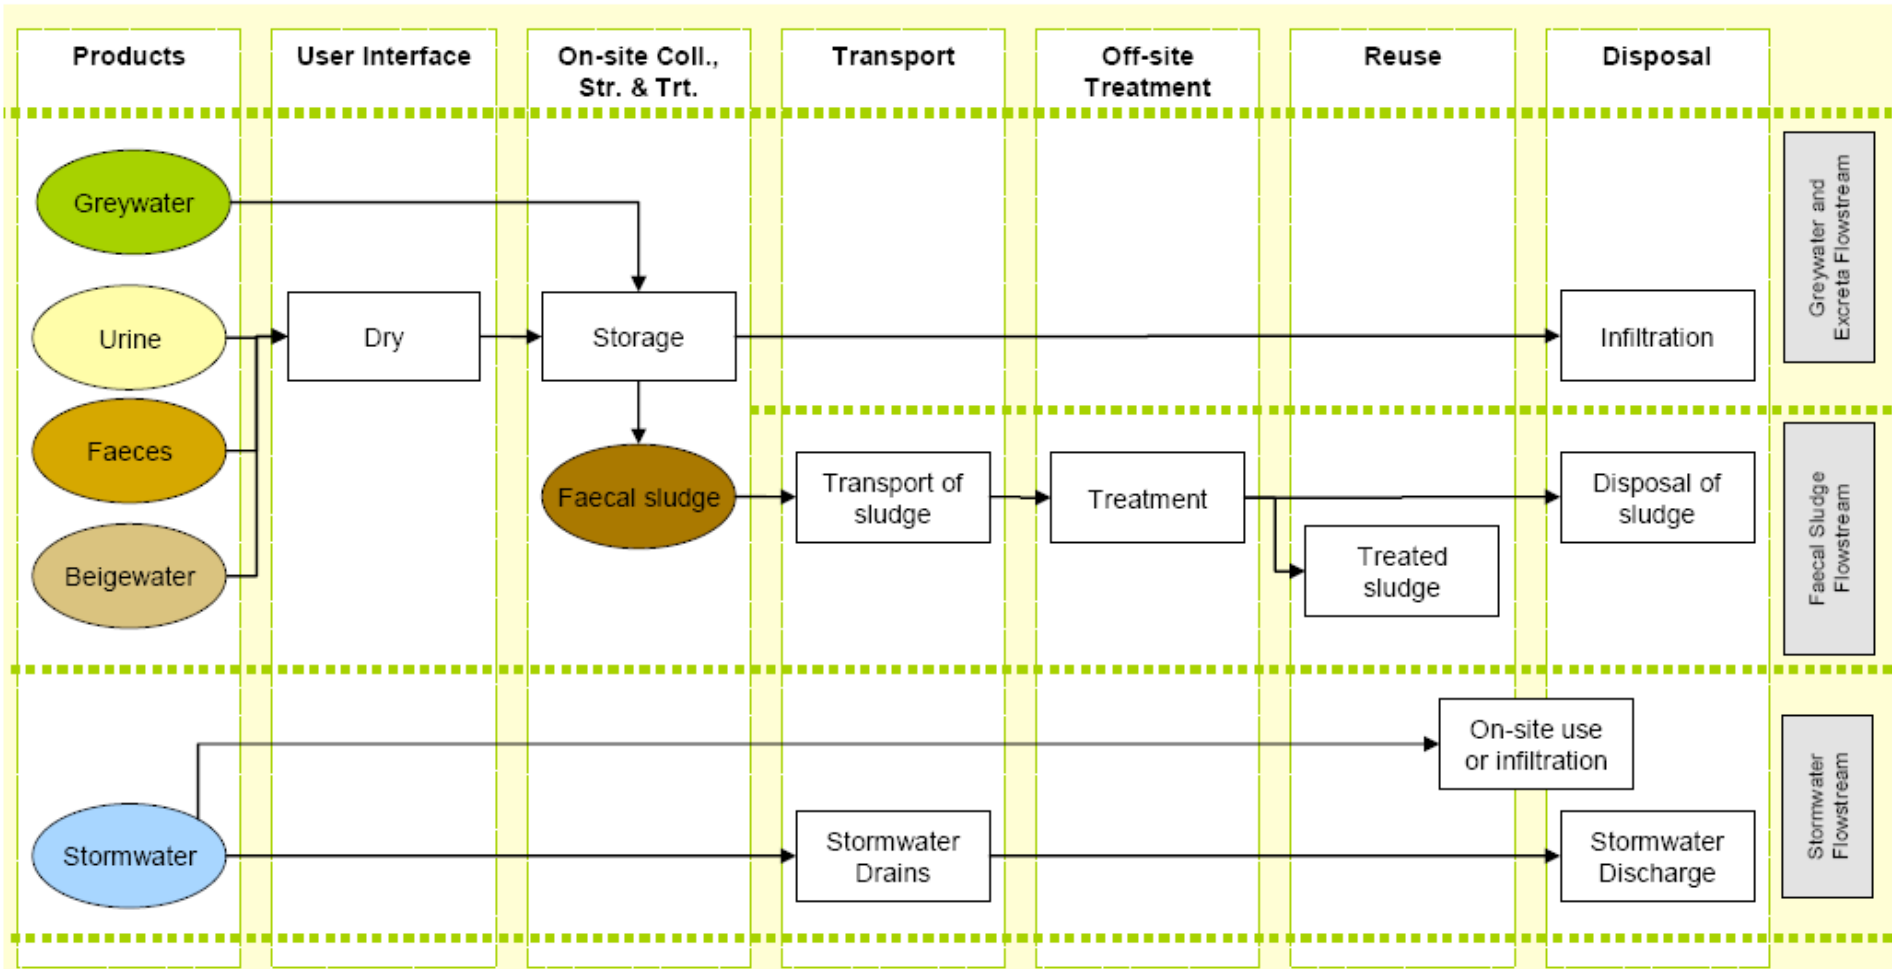 Products
User Interface
On-site Coll.,
Str. & Trt.
Transport
Off-site
Treatment
Reuse
Disposal
Greywater
Urine
Faeces
Beigewater
Dry
Storage
Infiltration
Greywater and
Excreta Flowstream
Faecal sludge
Transport of
sludge
Treatment
Treated
sludge
Disposal of
sludge
Faecal Sludge
Flowstream
Stormwater
On-site use
or infiltration
Stormwater
Drains
Stormwater
Discharge
Stormwater
Flowstream